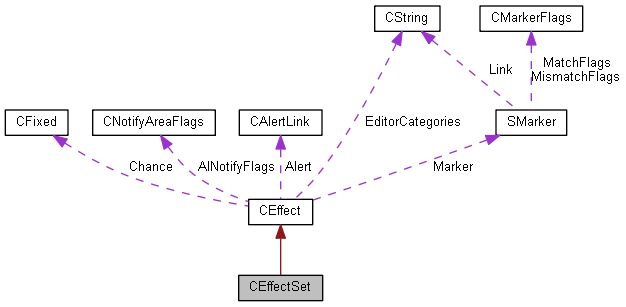 CString
CMarkerFlags
Link
MatchFlags
MismatchFlags
CFixed
CNotifyAreaFlags
CAlertLink
EditorCategories
SMarker
Chance
AINotifyFlags
Alert
Marker
CEffect
CEffectSet